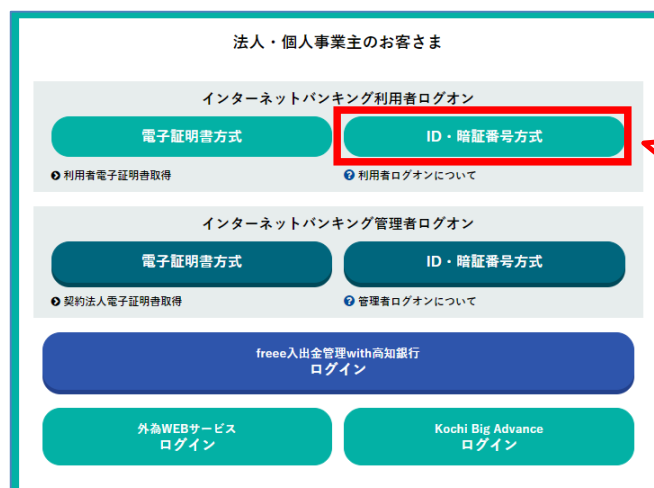 法人・個人事業主のお客さま
インターネットバンキング利用者ログオン
電子証明書方式
ID・暗証番号方式
利用者電子証明書取得
利用者ログオンについて
インターネットバンキング管理者ログオン
電子証明書方式
ID・暗証番号方式
契約法人電子証明書取得
管理者ログオンについて
freee入出金管理with高知銀行
ログイン
外為WEBサービス
ログイン
Kochi Big Advance
ログイン